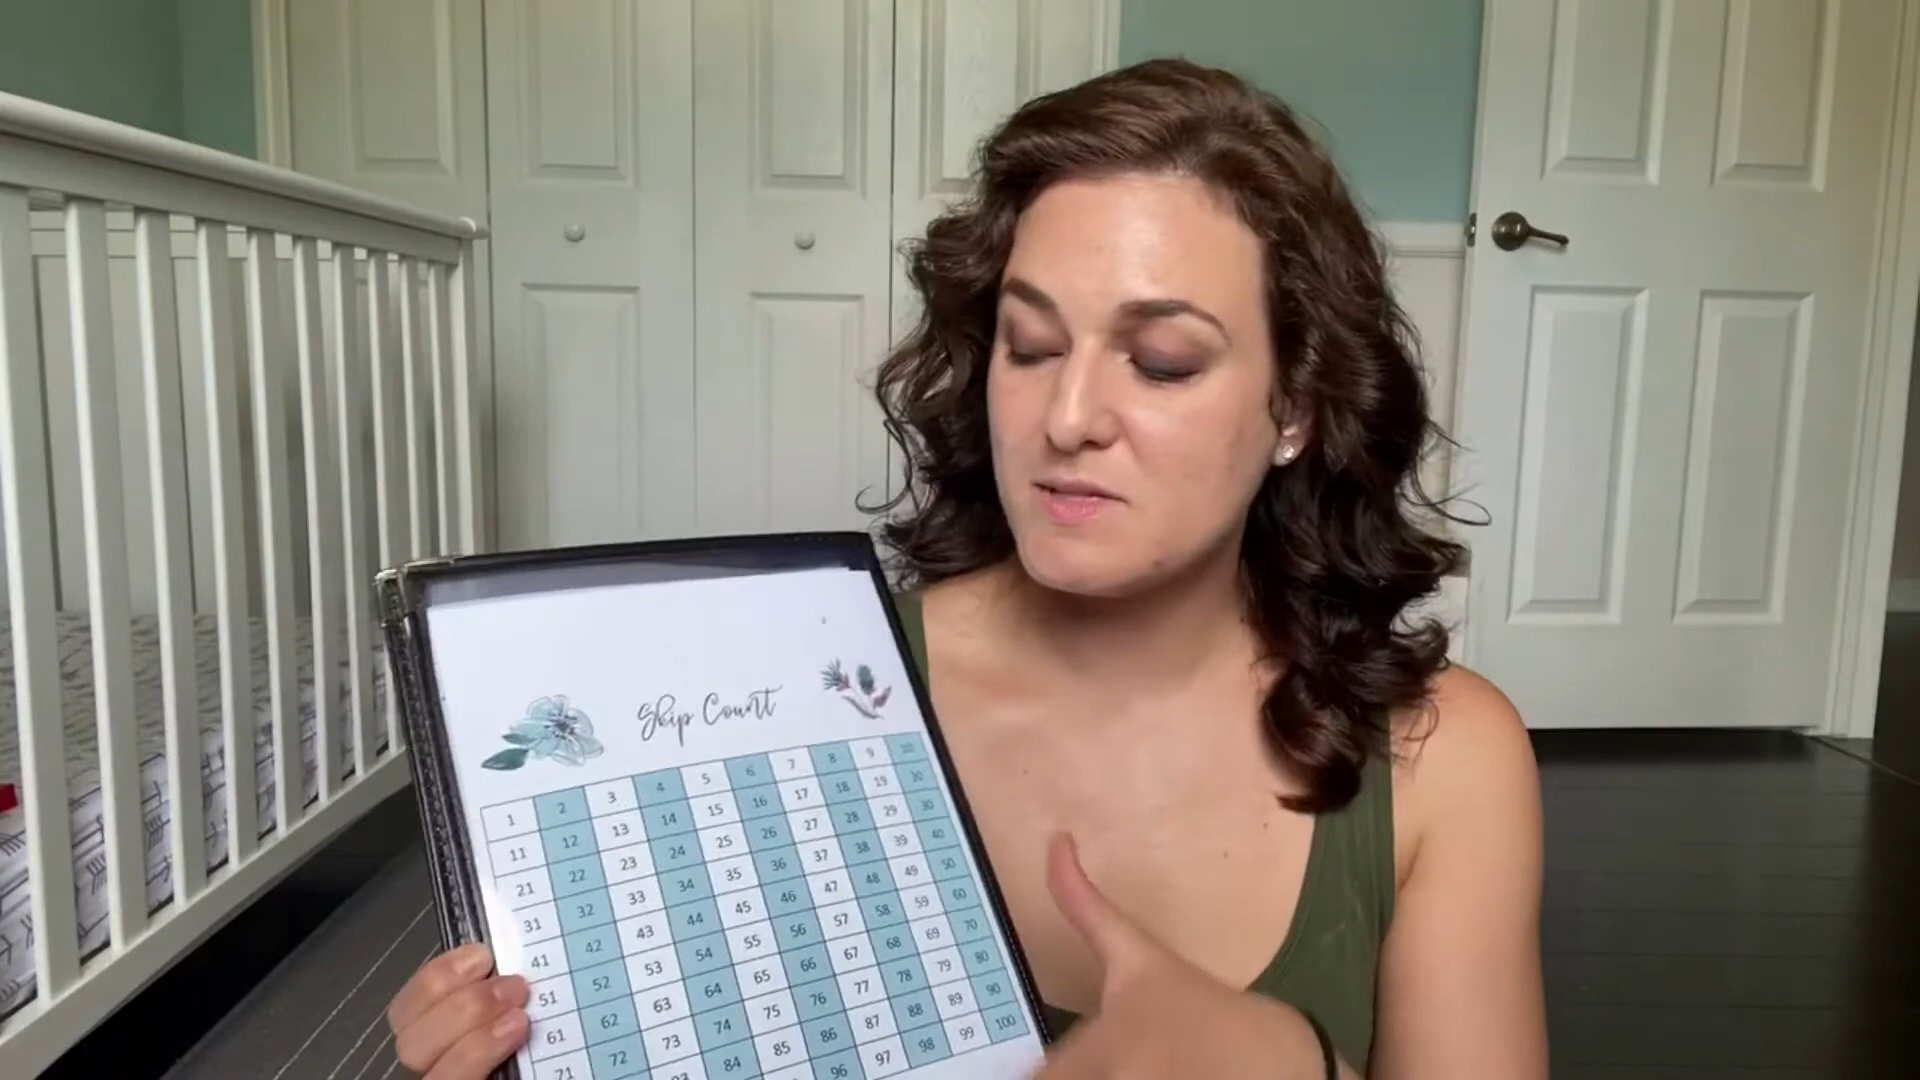 Skip Count
1 2 3 4 5 6 7 8 9 10
11 12 13 14 15 16 17 18 19 20
21 22 23 24 25 26 27 28 29 30
31 32 33 34 35 36 37 38 39 40
41 42 43 44 45 46 47 48 49 50
51 52 53 54 55 56 57 58 59 60
61 62 63 64 65 66 67 68 69 70
71 72 73 74 75 76 77 78 79 80
84 85 86 87 88 89 90
96 97 98 99 100